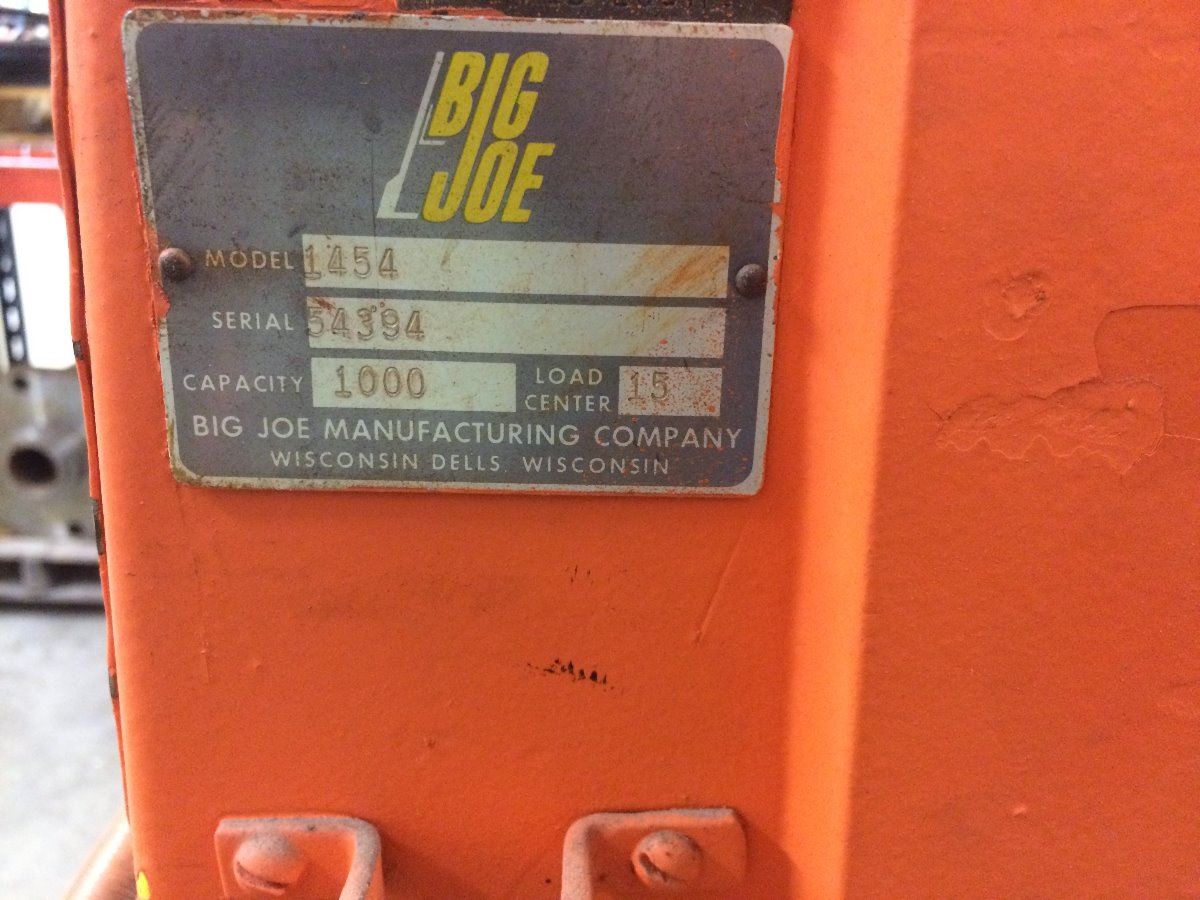 BIG
JOE
MODEL 1454
SERIAL 54394
CAPACITY 1000 LOAD CENTER 15
BIG JOE MANUFACTURING COMPANY
WISCONSIN DELLS, WISCONSIN